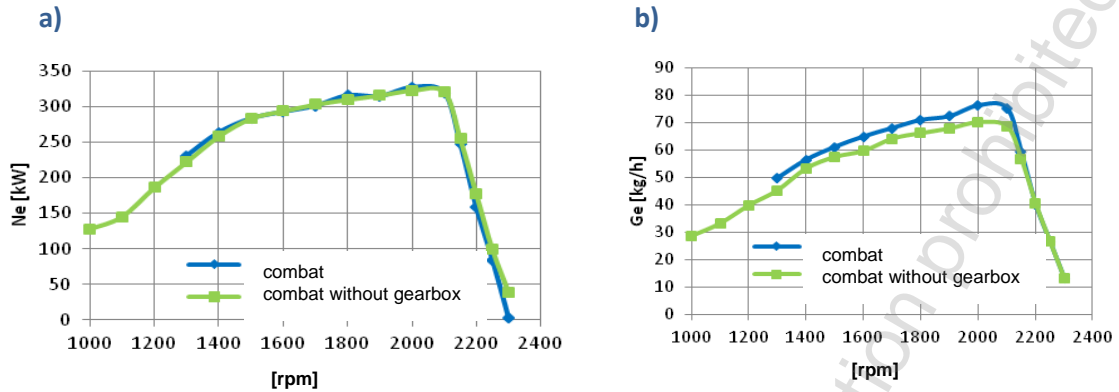 a)
350
300
250
200
150
100
50
0
Ne [kW]
combat
combat without gearbox
1000 1200 1400 1600 1800 2000 2200 2400
[rpm]
b)
90
80
70
60
50
40
30
20
10
0
Ge [kg/h]
combat
combat without gearbox
1000 1200 1400 1600 1800 2000 2200 2400
[rpm]
tion prohibited